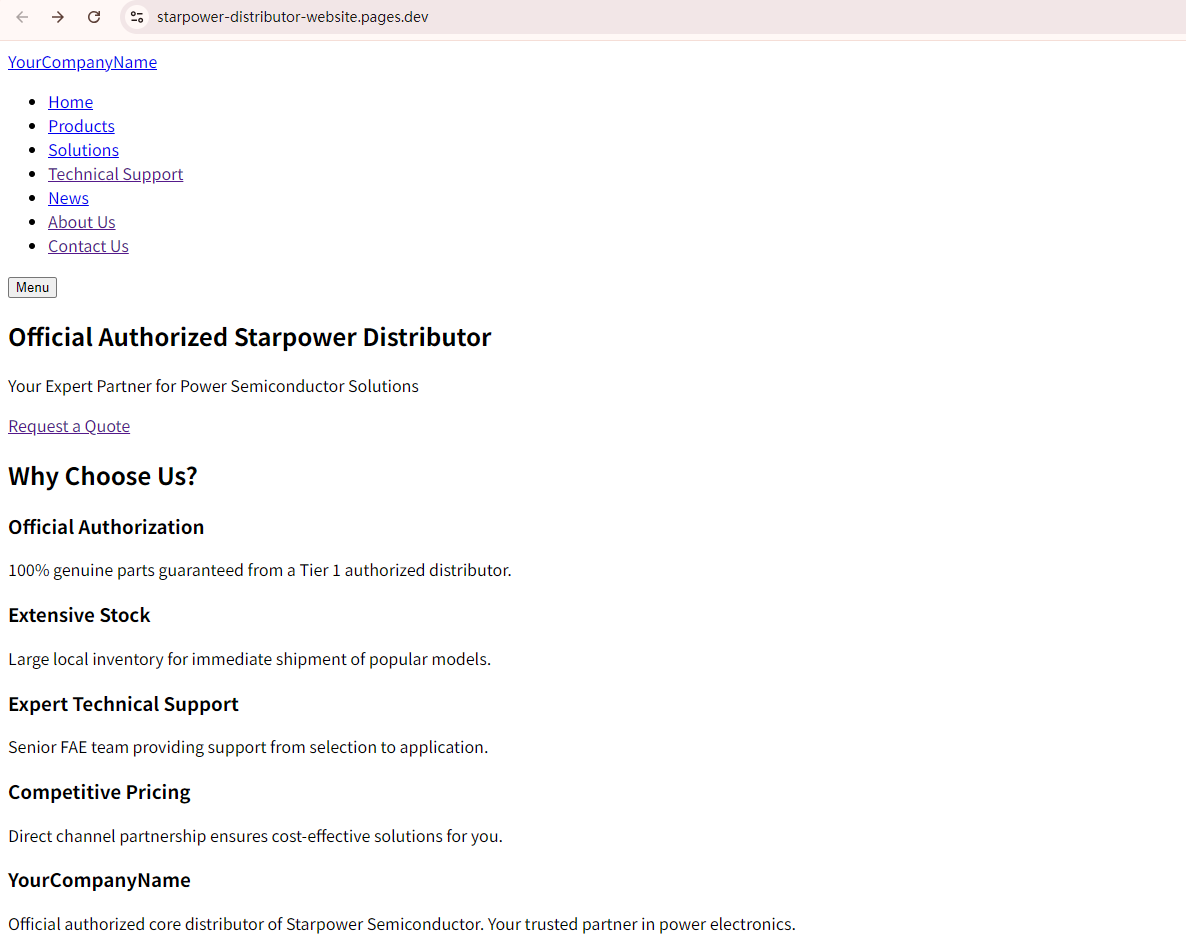 starpower-distributor-website.pages.dev
YourCompanyName
Home
Products
Solutions
Technical Support
News
About Us
Contact Us
Menu
Official Authorized Starpower Distributor
Your Expert Partner for Power Semiconductor Solutions
Request a Quote
Why Choose Us?
Official Authorization
100% genuine parts guaranteed from a Tier 1 authorized distributor.
Extensive Stock
Large local inventory for immediate shipment of popular models.
Expert Technical Support
Senior FAE team providing support from selection to application.
Competitive Pricing
Direct channel partnership ensures cost-effective solutions for you.
YourCompanyName
Official authorized core distributor of Starpower Semiconductor. Your trusted partner in power electronics.